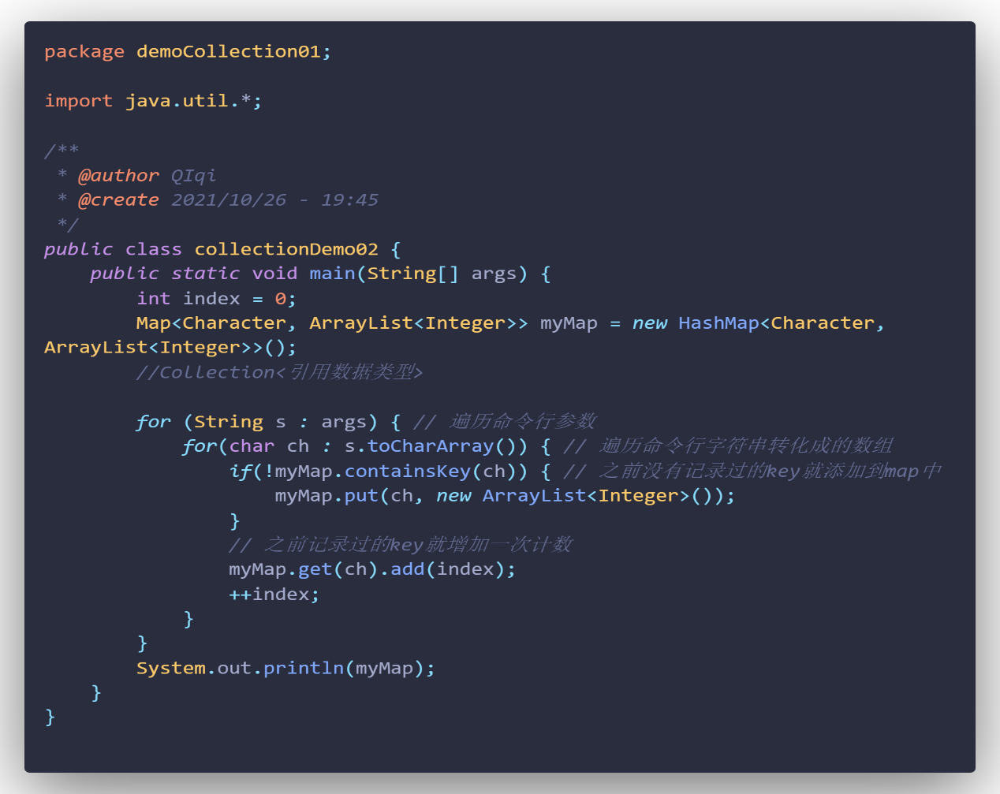 package demoCollection01;
import java.util.*;
/**
 * @author QIqi
 * @create 2021/10/26 - 19:45
 */
public class collectionDemo02 {
    public static void main(String[] args) {
        int index = 0;
        Map<Character, ArrayList<Integer>> myMap = new HashMap<Character,
ArrayList<Integer>>();
        //Collection<引用数据类型>
        for (String s : args) { // 遍历命令行参数
            for(char ch : s.toCharArray()) { // 遍历命令行字符串转化成的数组
                if(!myMap.containsKey(ch)) { // 之前没有记录过的key就添加到map中
                    myMap.put(ch, new ArrayList<Integer>());
                }
                // 之前记录过的key就增加一次计数
                myMap.get(ch).add(index);
                ++index;
            }
        }
        System.out.println(myMap);
    }
}